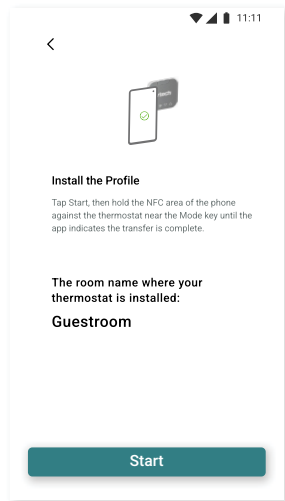 11:11
Install the Profile
Tap Start, then hold the NFC area of the phone
against the thermostat near the Mode key until the
app indicates the transfer is complete.
The room name where your
thermostat is installed:
Guestroom
Start